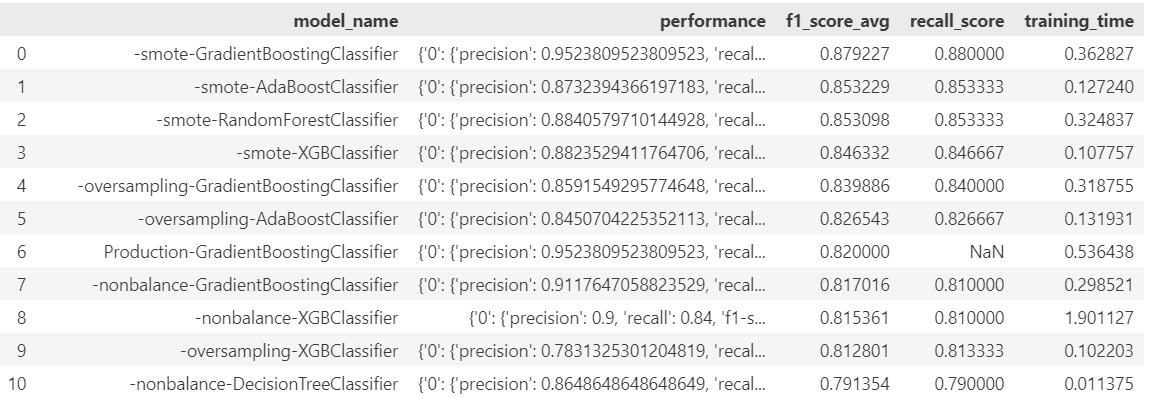 model_name performance f1_score_avg recall_score training_time
0 -smote-GradientBoostingClassifier {'0': {'precision': 0.9523809523809523, 'recal... 0.879227 0.880000 0.362827
1 -smote-AdaBoostClassifier {'0': {'precision': 0.8732394366197183, 'recal... 0.853229 0.853333 0.127240
2 -smote-RandomForestClassifier {'0': {'precision': 0.8840579710144928, 'recal... 0.853098 0.853333 0.324837
3 -smote-XGBClassifier {'0': {'precision': 0.8823529411764706, 'recal... 0.846332 0.846667 0.107757
4 -oversampling-GradientBoostingClassifier {'0': {'precision': 0.8591549295774648, 'recal... 0.839886 0.840000 0.318755
5 -oversampling-AdaBoostClassifier {'0': {'precision': 0.8450704225352113, 'recal... 0.826543 0.826667 0.131931
6 Production-GradientBoostingClassifier {'0': {'precision': 0.9523809523809523, 'recal... 0.820000 NaN 0.536438
7 -nonbalance-GradientBoostingClassifier {'0': {'precision': 0.9117647058823529, 'recal... 0.817016 0.810000 0.298521
8 -nonbalance-XGBClassifier {'0': {'precision': 0.9, 'recall': 0.84, 'f1-s... 0.815361 0.810000 1.901127
9 -oversampling-XGBClassifier {'0': {'precision': 0.7831325301204819, 'recal... 0.812801 0.813333 0.102203
10 -nonbalance-DecisionTreeClassifier {'0': {'precision': 0.8648648648648649, 'recal... 0.791354 0.790000 0.011375